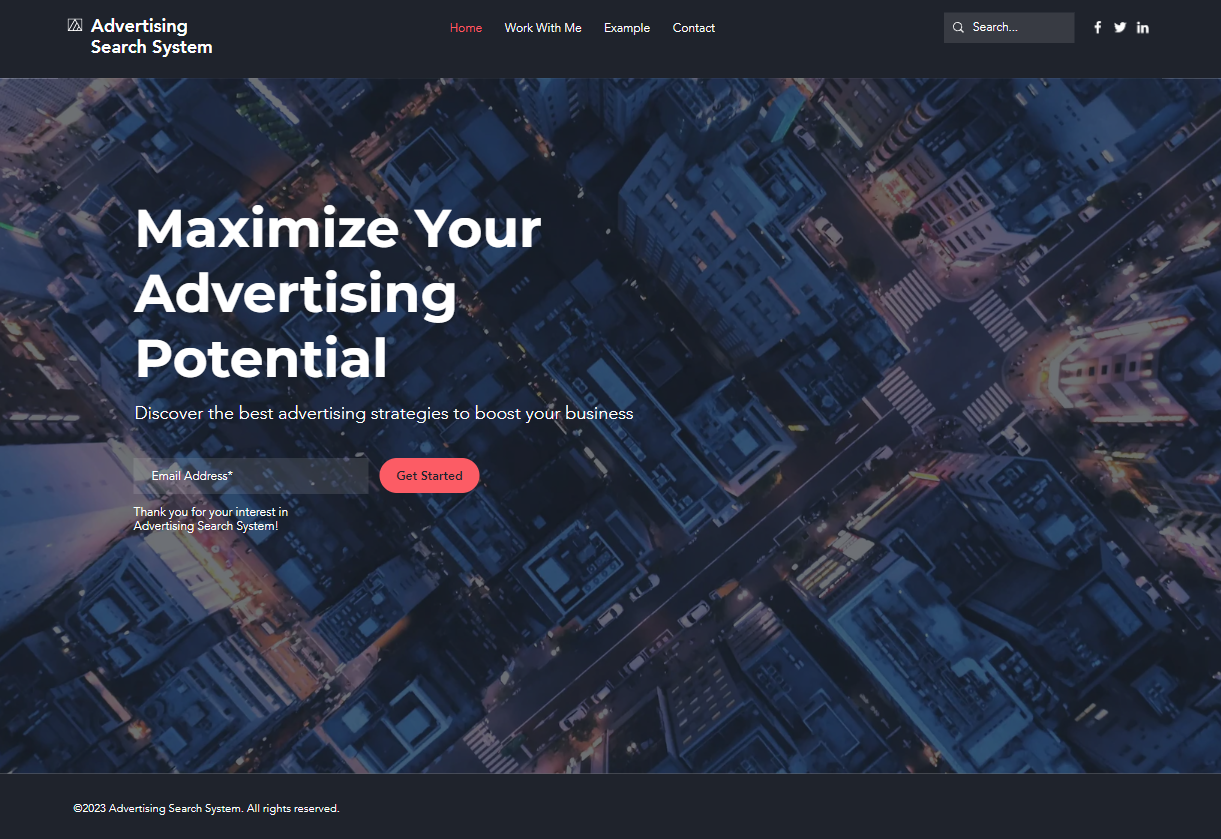 Advertising
Search System
Home
Work With Me
Example
Contact
Search...
Maximize Your
Advertising
Potential
Discover the best advertising strategies to boost your business
Email Address*
Get Started
Thank you for your interest in
Advertising Search System!
©2023 Advertising Search System. All rights reserved.